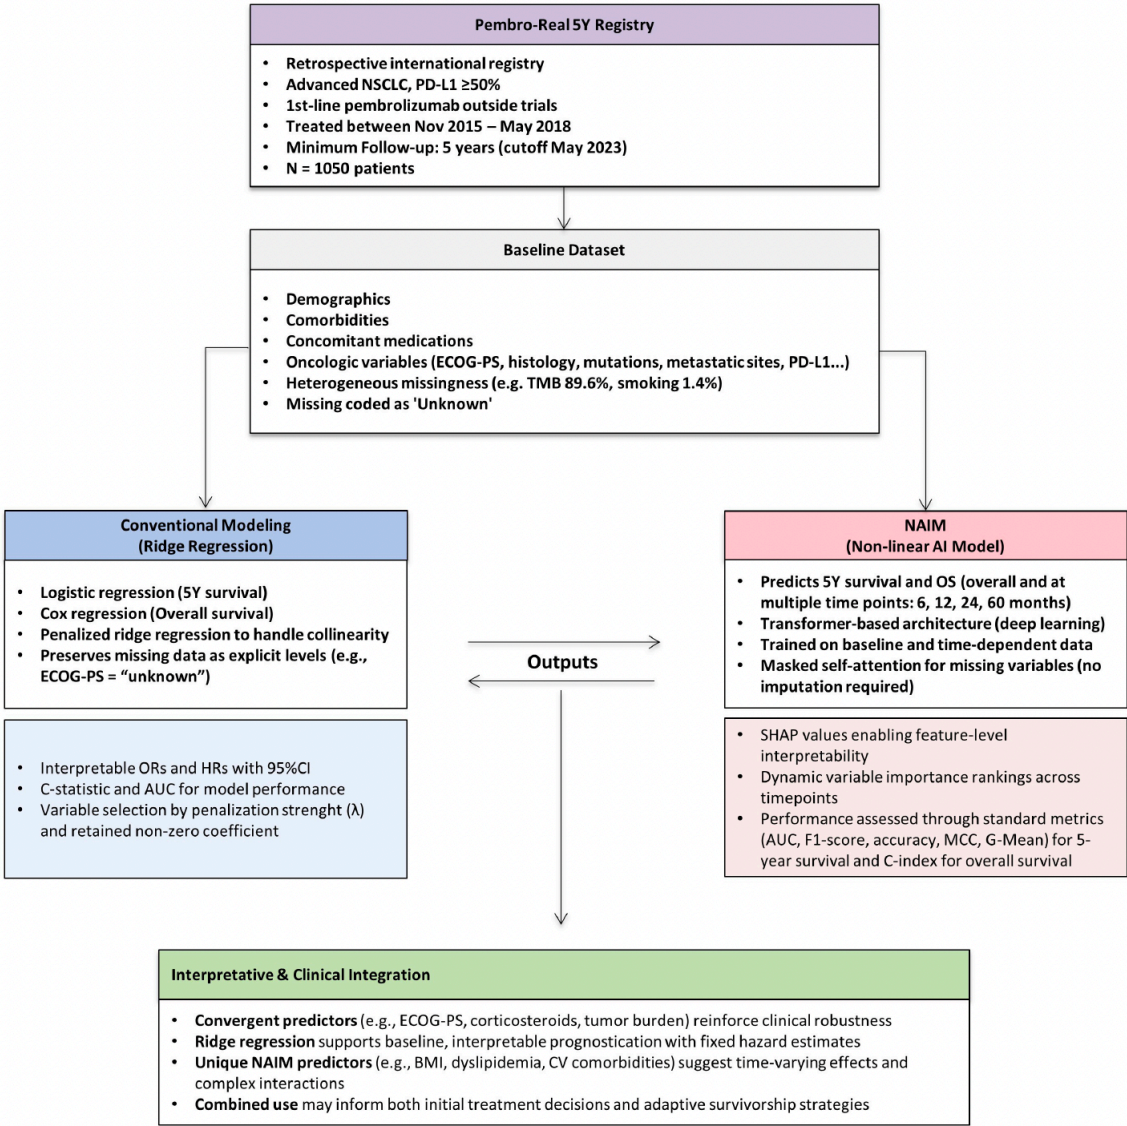 Pembro-Real 5Y Registry
• Retrospective international registry
• Advanced NSCLC, PD-L1 ≥50%
• 1st-line pembrolizumab outside trials
• Treated between Nov 2015 – May 2018
• Minimum Follow-up: 5 years (cutoff May 2023)
• N = 1050 patients
Baseline Dataset
• Demographics
• Comorbidities
• Concomitant medications
• Oncologic variables (ECOG-PS, histology, mutations, metastatic sites, PD-L1...)
• Heterogeneous missingness (e.g. TMB 89.6%, smoking 1.4%)
• Missing coded as 'Unknown'
Conventional Modeling
(Ridge Regression)
• Logistic regression (5Y survival)
• Cox regression (Overall survival)
• Penalized ridge regression to handle collinearity
• Preserves missing data as explicit levels (e.g.,
ECOG-PS = “unknown”)
• Interpretable ORs and HRs with 95%CI
• C-statistic and AUC for model performance
• Variable selection by penalization strenght (λ)
and retained non-zero coefficient
Outputs
NAIM
(Non-linear AI Model)
• Predicts 5Y survival and OS (overall and at
multiple time points: 6, 12, 24, 60 months)
• Transformer-based architecture (deep learning)
• Trained on baseline and time-dependent data
• Masked self-attention for missing variables (no
imputation required)
• SHAP values enabling feature-level
interpretability
• Dynamic variable importance rankings across
timepoints
• Performance assessed through standard metrics
(AUC, F1-score, accuracy, MCC, G-Mean) for 5-
year survival and C-index for overall survival
Interpretative & Clinical Integration
• Convergent predictors (e.g., ECOG-PS, corticosteroids, tumor burden) reinforce clinical robustness
• Ridge regression supports baseline, interpretable prognostication with fixed hazard estimates
• Unique NAIM predictors (e.g., BMI, dyslipidemia, CV comorbidities) suggest time-varying effects and
complex interactions
• Combined use may inform both initial treatment decisions and adaptive survivorship strategies